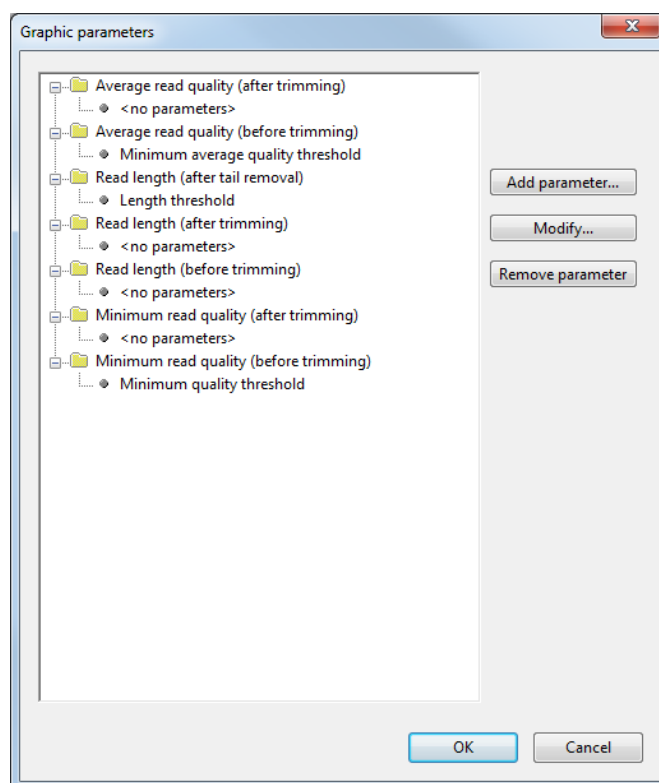 Graphic parameters
Average read quality (after trimming)
<no parameters>
Average read quality (before trimming)
Minimum average quality threshold
Read length (after tail removal)
Length threshold
Read length (after trimming)
<no parameters>
Read length (before trimming)
<no parameters>
Minimum read quality (after trimming)
<no parameters>
Minimum read quality (before trimming)
Minimum quality threshold
Add parameter...
Modify...
Remove parameter
OK
Cancel